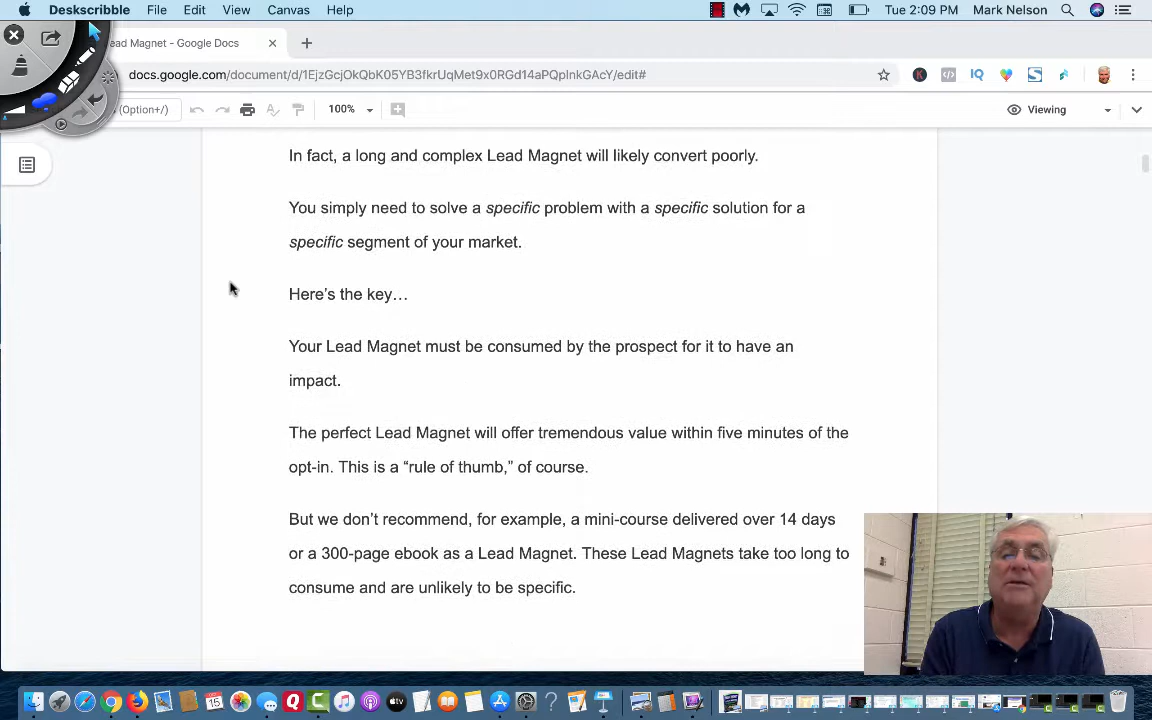 Deskscribble File Edit View Canvas Help Tue 2:09 PM Mark Nelson
ead Magnet - Google Docs
docs.google.com/document/d/1EjzGcjOkQbK05YB3fkrUqMet9x0RGd14aPQpInkGAcY/edit#
(Option+/) 100% Viewing
In fact, a long and complex Lead Magnet will likely convert poorly.
You simply need to solve a specific problem with a specific solution for a
specific segment of your market.
Here’s the key…
Your Lead Magnet must be consumed by the prospect for it to have an
impact.
The perfect Lead Magnet will offer tremendous value within five minutes of the
opt-in. This is a “rule of thumb,” of course.
But we don’t recommend, for example, a mini-course delivered over 14 days
or a 300-page ebook as a Lead Magnet. These Lead Magnets take too long to
consume and are unlikely to be specific.